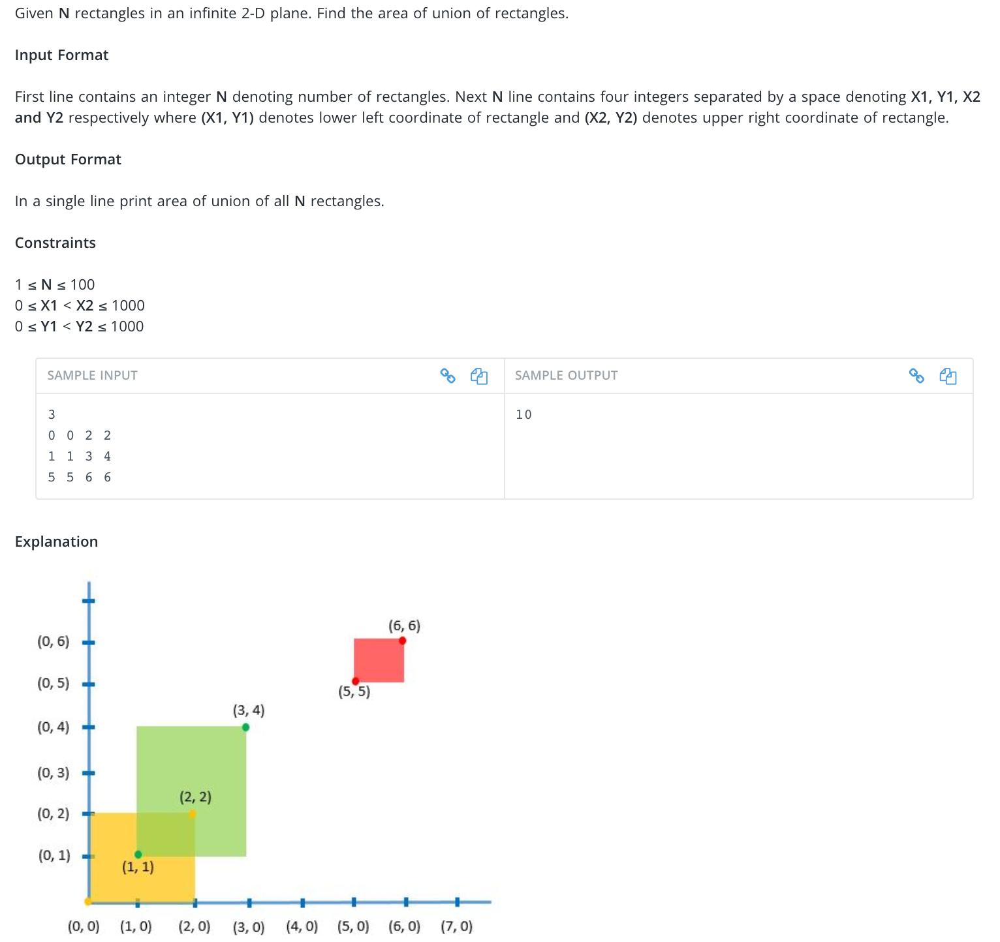 Given N rectangles in an infinite 2-D plane. Find the area of union of rectangles.
Input Format
First line contains an integer N denoting number of rectangles. Next N line contains four integers separated by a space denoting X1, Y1, X2
and Y2 respectively where (X1, Y1) denotes lower left coordinate of rectangle and (X2, Y2) denotes upper right coordinate of rectangle.
Output Format
In a single line print area of union of all N rectangles.
Constraints
1 ≤ N ≤ 100
0 ≤ X1 < X2 ≤ 1000
0 ≤ Y1 < Y2 ≤ 1000
SAMPLE INPUT
3
0 0 2 2
1 1 3 4
5 5 6 6
SAMPLE OUTPUT
10
Explanation
(6, 6)
(0, 6)
(0, 5)
(5, 5)
(3, 4)
(0, 4)
(0, 3)
(2, 2)
(0, 2)
(0, 1)
(1, 1)
(0, 0) (1, 0) (2, 0) (3, 0) (4, 0) (5, 0) (6, 0) (7, 0)